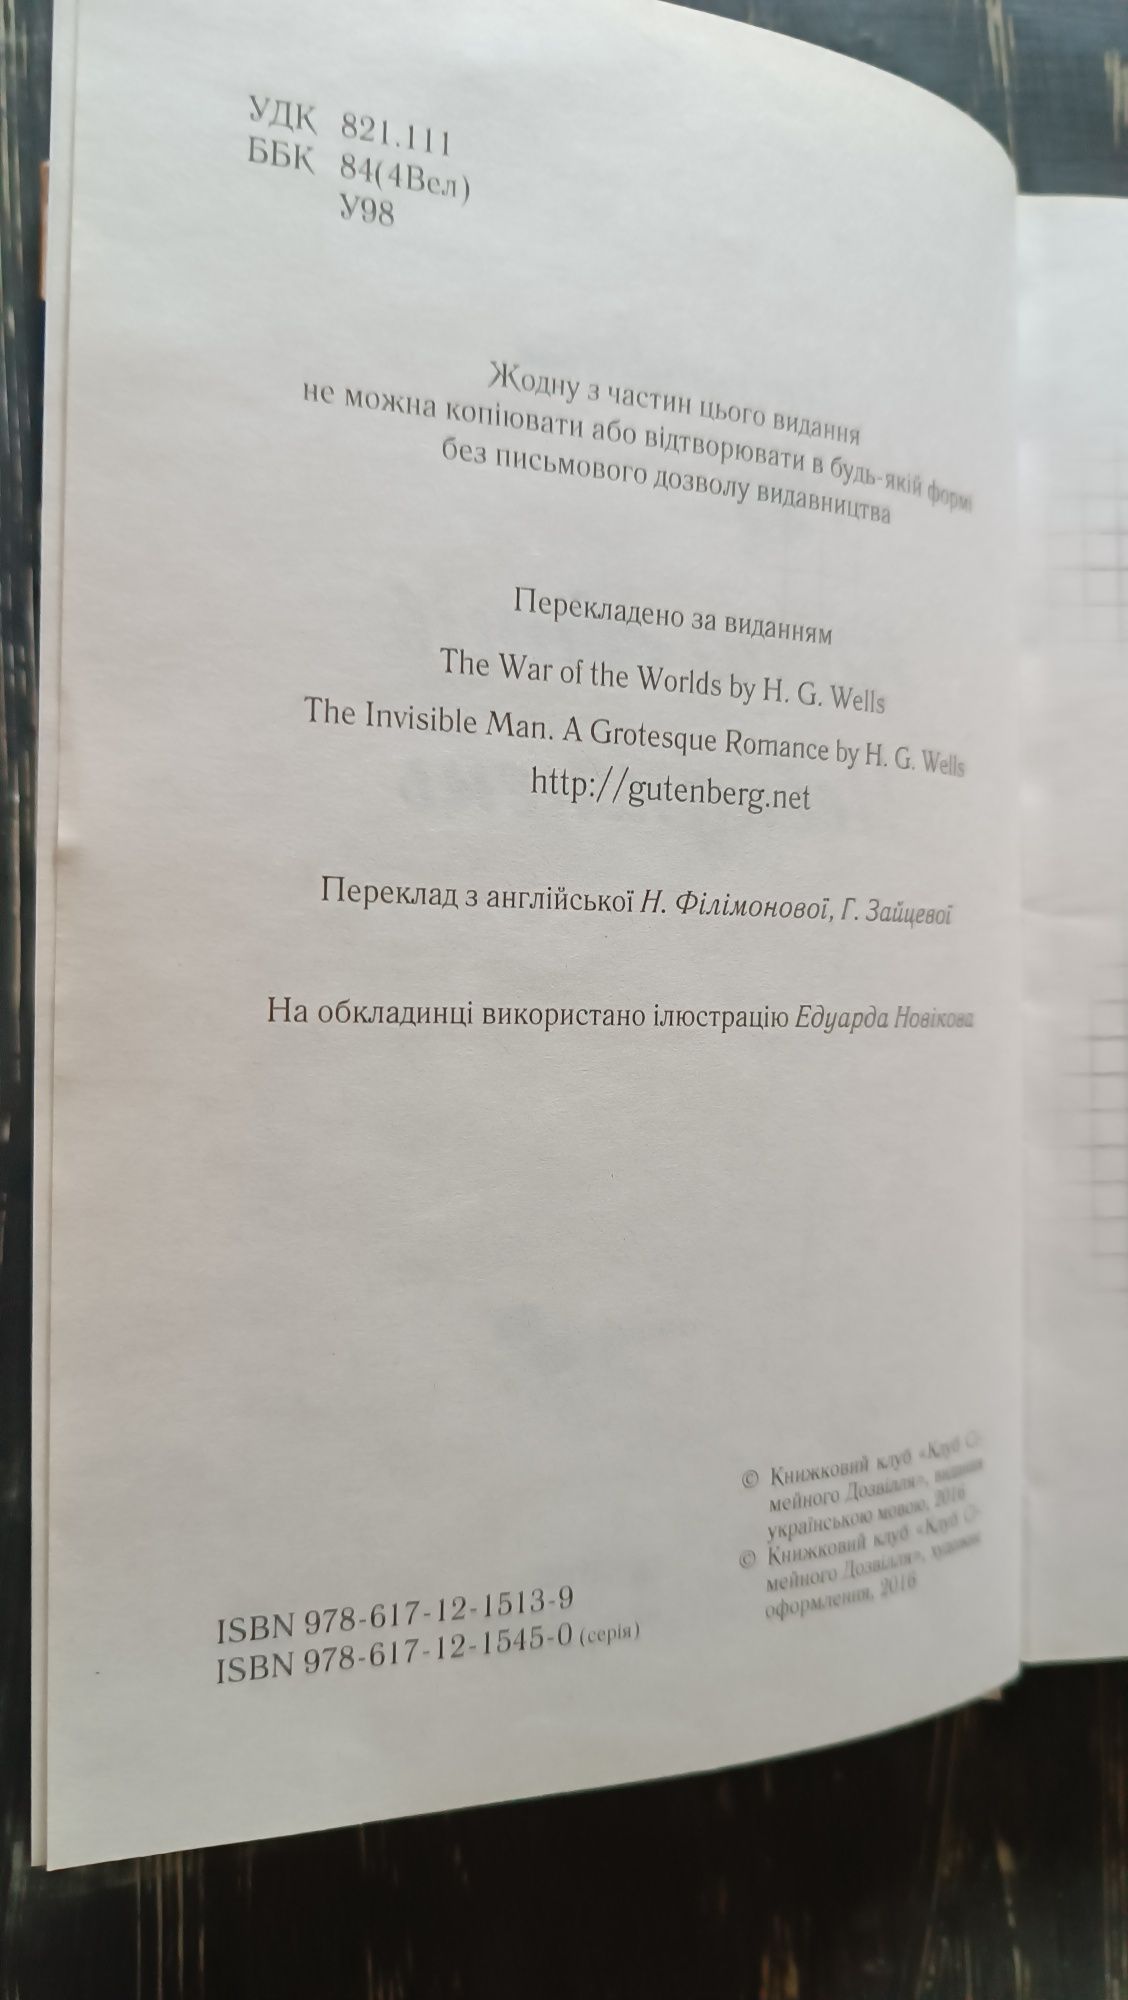 УДК 821.111
ББК 84(4Вел)
У98
Жодну з частин цього видання
не можна копіювати або відтворювати в будь-якій формі
без письмового дозволу видавництва
Перекладено за виданням
The War of the Worlds by H. G. Wells
The Invisible Man. A Grotesque Romance by H. G. Wells
http://gutenberg.net
Переклад з англійської Н. Філімонової, Г. Зайцевої
На обкладинці використано ілюстрацію Едуарда Новікова
© Книжковий клуб «Клуб
мейного Дозвілля», видання
українською мовою, 2016
© Книжковий клуб «Клуб
мейного Дозвілля»,
оформлення, 2016
ISBN 978-617-12-1513-9
ISBN 978-617-12-1545-0 (серія)